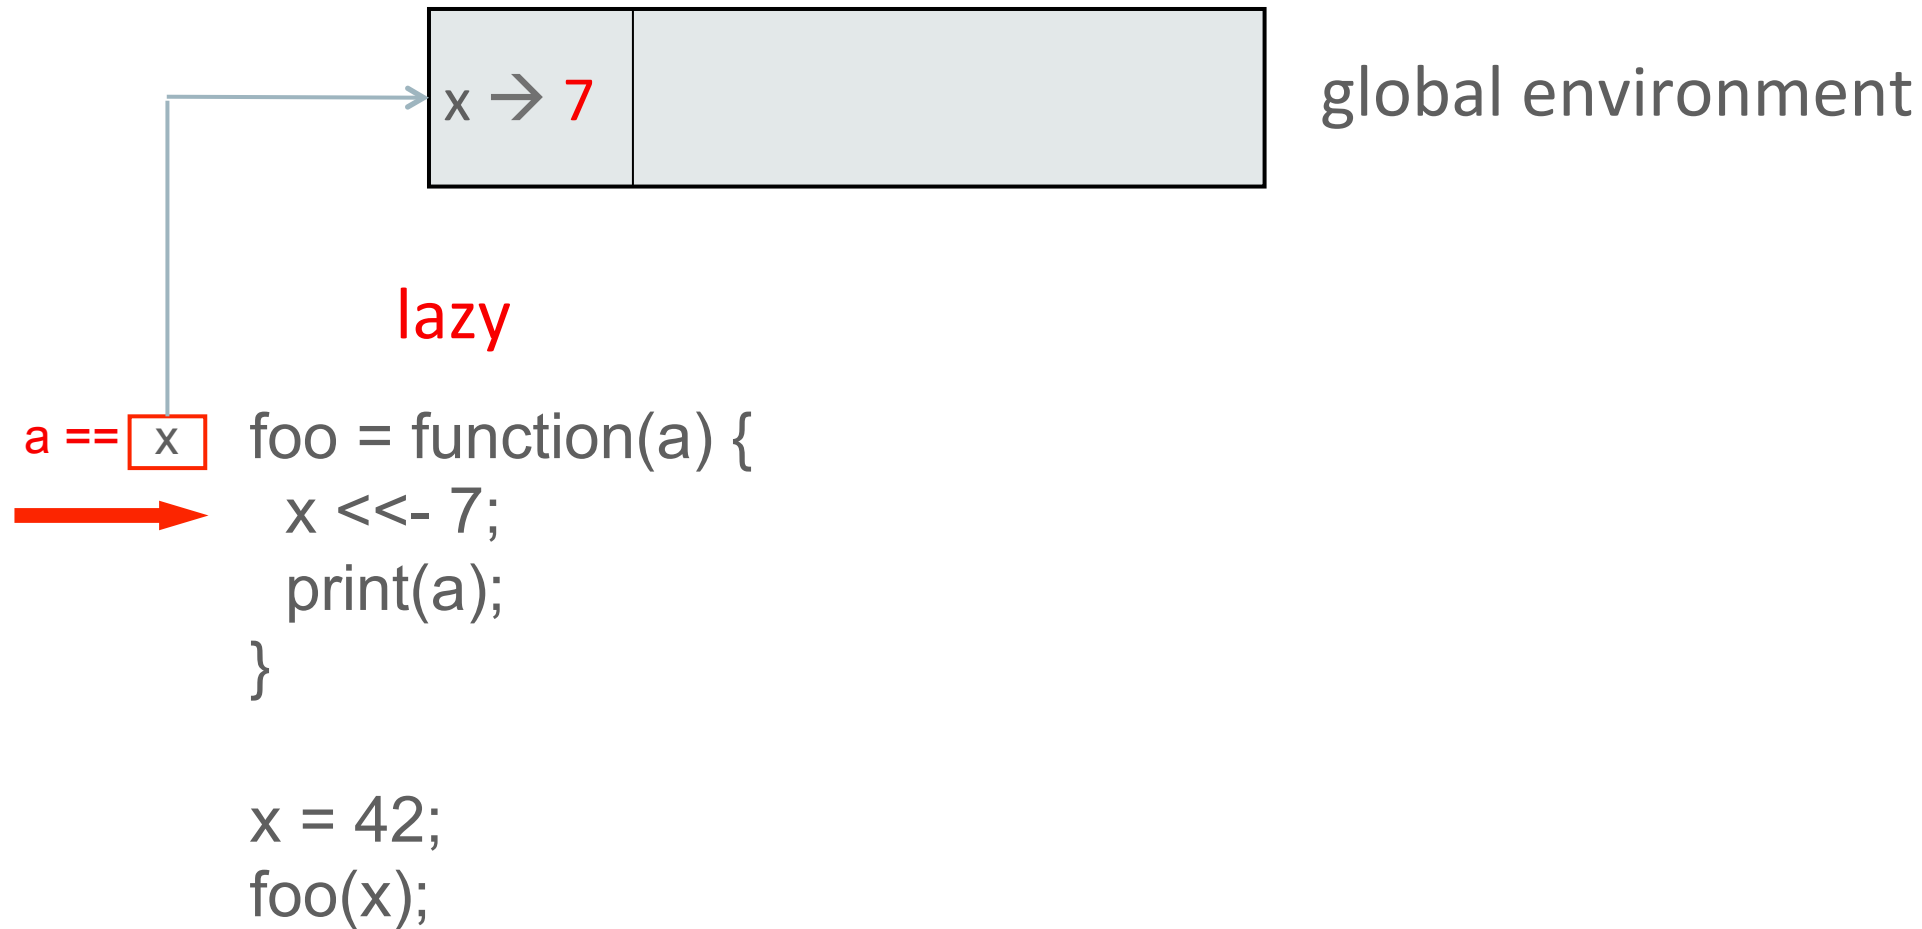 x → 7
global environment
lazy
a == x
foo = function(a) {
x <<- 7;
print(a);
}
x = 42;
foo(x);